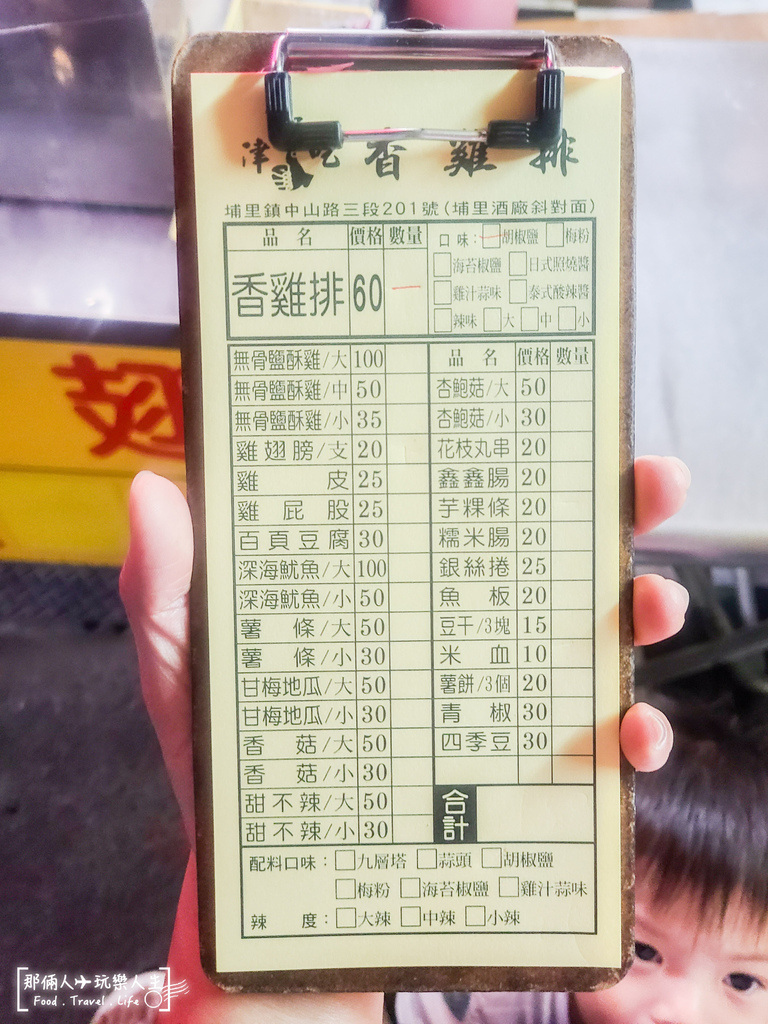 津 吃 香 雞 排
埔里鎮中山路三段201號(埔里酒廠斜對面)
品名 價格 數量 口味:胡椒鹽 □梅粉
□海苔椒鹽 □日式照燒醬
香雞排 60 一 □雞汁蒜味 □泰式酸辣醬
□辣味 □大 □中 □小
無骨鹽酥雞/大 100 品名 價格 數量
無骨鹽酥雞/中 50 杏鮑菇/大 50
無骨鹽酥雞/小 35 杏鮑菇/小 30
雞翅膀/支 20 花枝丸串 20
雞皮 25 鑫鑫腸 20
雞屁股 25 芋粿條 20
百頁豆腐 30 糯米腸 20
深海魷魚/大 100 銀絲捲 25
深海魷魚/小 50 魚板 20
薯條/大 50 豆干/3塊 15
薯條/小 30 米血 10
甘梅地瓜/大 50 薯餅/3個 20
甘梅地瓜/小 30 青椒 30
香菇/大 50 四季豆 30
香菇/小 30
甜不辣/大 50 合計
甜不辣/小 30
配料口味:□九層塔 □蒜頭 □胡椒鹽
□梅粉 □海苔椒鹽 □雞汁蒜味
辣度:□大辣 □中辣 □小辣
那倆人✈玩樂人生
Food . Travel . Life